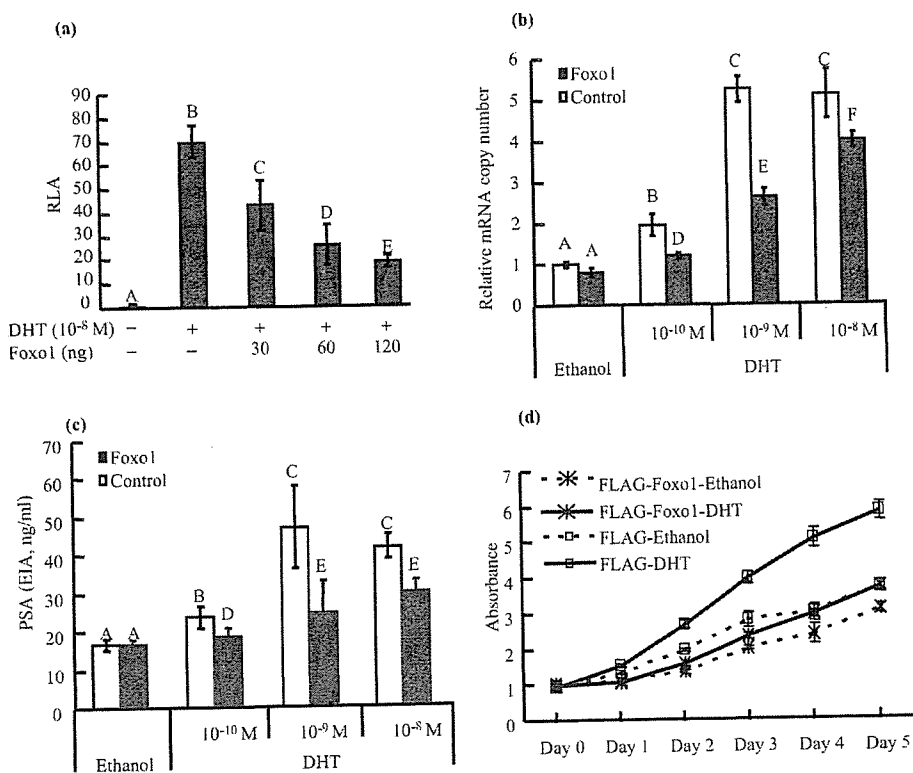 (a)
RLA
90
80
70
60
50
40
30
20
10
0
A
B
C
D
E
DHT (10⁻⁸ M) – + + + +
Foxo1 (ng) – – 30 60 120
(b)
Relative mRNA copy number
6
5
4
3
2
1
0
Foxo1
Control
A
A
B
D
C
E
C
F
10⁻¹⁰ M
10⁻⁹ M
10⁻⁸ M
Ethanol
DHT
(c)
PSA (EIA, ng/ml)
70
60
50
40
30
20
10
0
Foxo1
Control
A
A
B
D
C
E
C
E
10⁻¹⁰ M
10⁻⁹ M
10⁻⁸ M
Ethanol
DHT
(d)
Absorbance
7
6
5
4
3
2
1
0
FLAG-Foxo1-Ethanol
FLAG-Foxo1-DHT
FLAG-Ethanol
FLAG-DHT
Day 0 Day 1 Day 2 Day 3 Day 4 Day 5